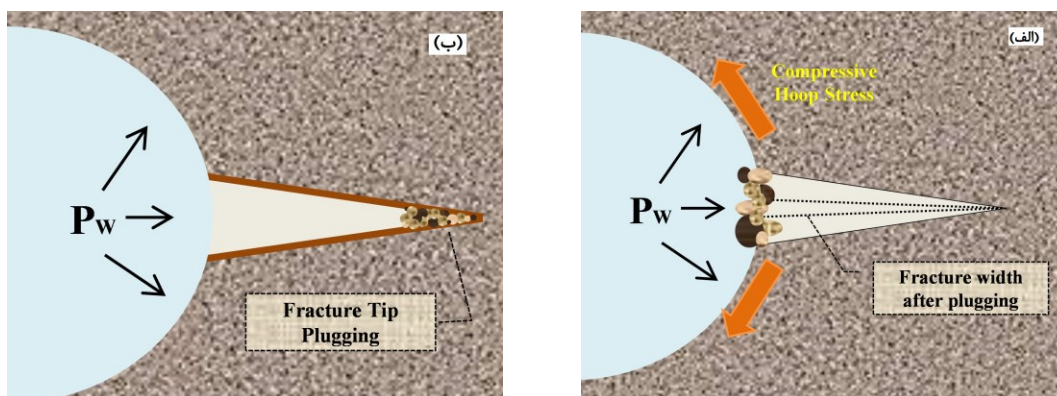 (ب)
Pw
Fracture Tip
Plugging
(الف)
Compressive
Hoop Stress
Pw
Fracture width
after plugging